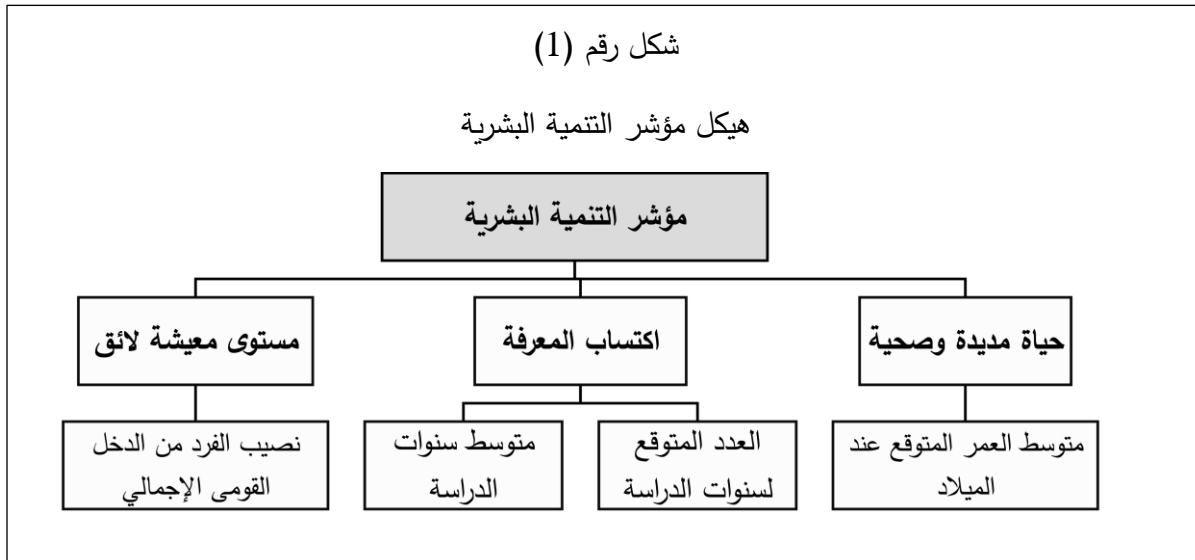 شكل رقم (1)
هيكل مؤشر التنمية البشرية
مؤشر التنمية البشرية
حياة مديدة وصحية
اكتساب المعرفة
مستوى معيشة لائق
متوسط العمر المتوقع عند
الميلاد
العدد المتوقع
لسنوات الدراسة
متوسط سنوات
الدراسة
نصيب الفرد من الدخل
القومى الإجمالي